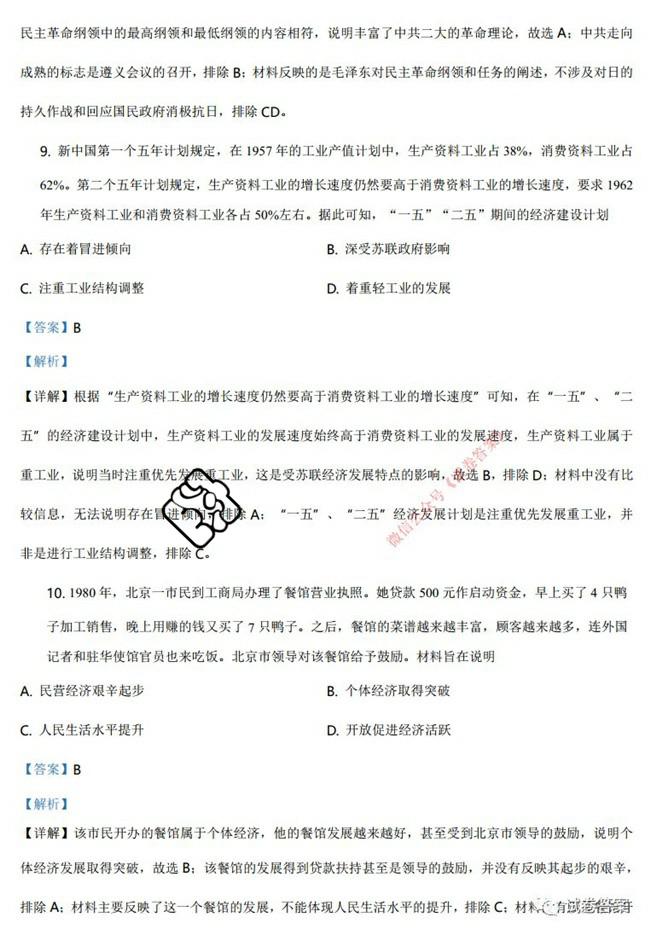 民主革命纲领中的最高纲领和最低纲领的内容相符，说明丰富了中共二大的革命理论，故选 A；中共走向
成熟的标志是遵义会议的召开，排除 B；材料反映的是毛泽东对民主革命纲领和任务的阐述，不涉及对日的
持久作战和回应国民政府消极抗日，排除 CD。
9. 新中国第一个五年计划规定，在 1957 年的工业产值计划中，生产资料工业占 38%，消费资料工业占
62%。第二个五年计划规定，生产资料工业的增长速度仍然要高于消费资料工业的增长速度，要求 1962
年生产资料工业和消费资料工业各占 50%左右。据此可知，“一五”“二五”期间的经济建设计划
A. 存在着冒进倾向 B. 深受苏联政府影响
C. 注重工业结构调整 D. 着重轻工业的发展
【答案】B
【解析】
【详解】根据“生产资料工业的增长速度仍然要高于消费资料工业的增长速度”可知，在“一五”、“二
五”的经济建设计划中，生产资料工业的发展速度始终高于消费资料工业的发展速度，生产资料工业属于
重工业，说明当时注重优先发展重工业，这是受苏联经济发展特点的影响，故选 B，排除 D；材料中没有比
较信息，无法说明存在冒进倾向，排除 A；“一五”、“二五”经济发展计划是注重优先发展重工业，并
非是进行工业结构调整，排除 C。
微信公众号《试卷答案》
10. 1980 年，北京一市民到工商局办理了餐馆营业执照。她贷款 500 元作启动资金，早上买了 4 只鸭
子加工销售，晚上用赚的钱又买了 7 只鸭子。之后，餐馆的菜谱越来越丰富，顾客越来越多，连外国
记者和驻华使馆官员也来吃饭。北京市领导对该餐馆给予鼓励。材料旨在说明
A. 民营经济艰辛起步 B. 个体经济取得突破
C. 人民生活水平提升 D. 开放促进经济活跃
【答案】B
【解析】
【详解】该市民开办的餐馆属于个体经济，他的餐馆发展越来越好，甚至受到北京市领导的鼓励，说明个
体经济发展取得突破，故选 B；该餐馆的发展得到贷款扶持甚至是领导的鼓励，并没有反映其起步的艰辛，
排除 A；材料主要反映了这一个餐馆的发展，不能体现人民生活水平的提升，排除 C；材料
试卷答案